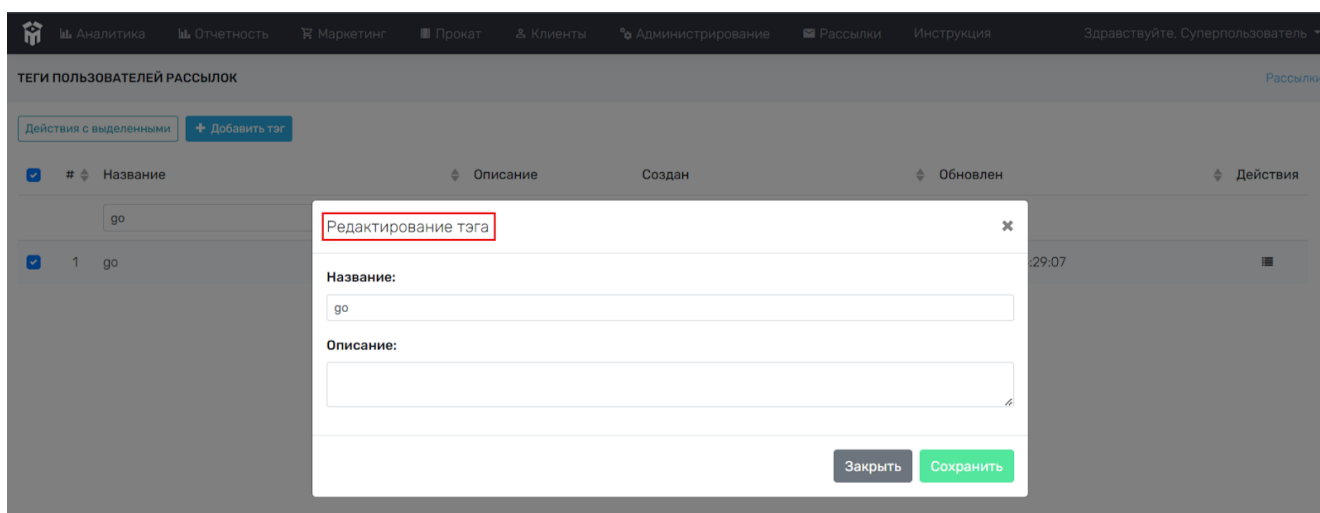 Аналитика Отчетность Маркетинг Прокат Клиенты Администрирование Рассылки Инструкция Здравствуйте, Суперпользователь
ТЕГИ ПОЛЬЗОВАТЕЛЕЙ РАССЫЛОК Рассылки
Действия с выделенными + Добавить тэг
# Название Описание Создан Обновлен Действия
go
Редактирование тэга
1 go :29:07
Название:
go
Описание:
Закрыть Сохранить